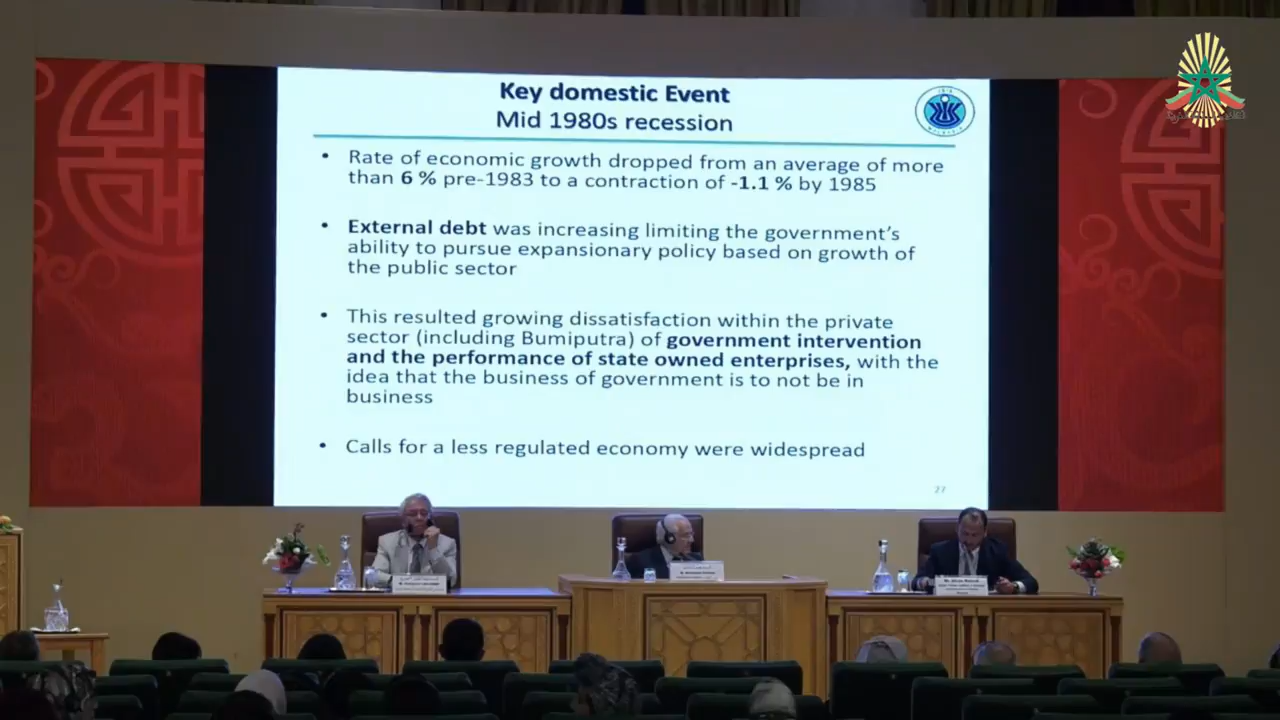 Key domestic Event
Mid 1980s recession
• Rate of economic growth dropped from an average of more
than 6 % pre-1983 to a contraction of -1.1 % by 1985
• External debt was increasing limiting the government's
ability to pursue expansionary policy based on growth of
the public sector
• This resulted growing dissatisfaction within the private
sector (including Bumiputra) of government intervention
and the performance of state owned enterprises, with the
idea that the business of government is to not be in
business
• Calls for a less regulated economy were widespread
27